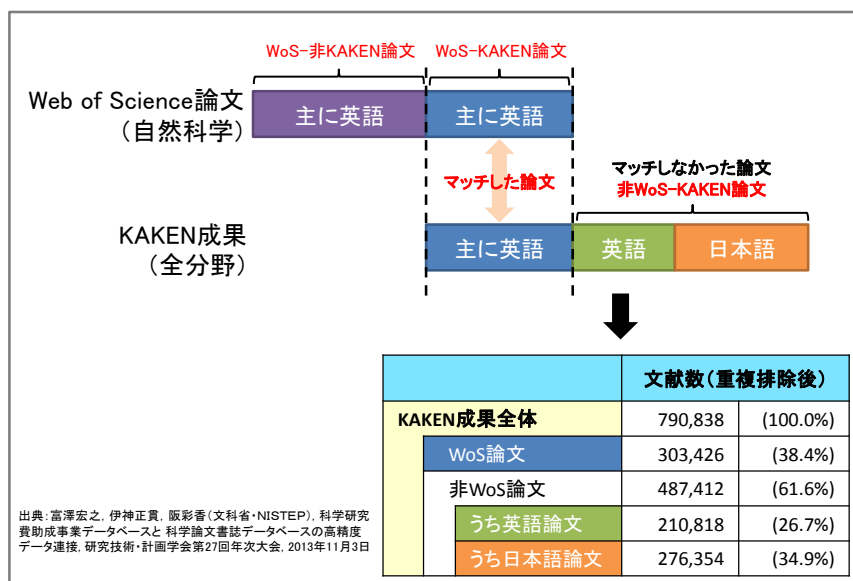 WoS-非KAKEN論文
WoS-KAKEN論文
Web of Science論文
（自然科学）
主に英語
主に英語
マッチした論文
マッチしなかった論文
非WoS-KAKEN論文
KAKEN成果
（全分野）
主に英語
英語
日本語
文献数（重複排除後）
KAKEN成果全体 790,838 (100.0%)
WoS論文 303,426 (38.4%)
非WoS論文 487,412 (61.6%)
うち英語論文 210,818 (26.7%)
うち日本語論文 276,354 (34.9%)
出典：富澤宏之, 伊神正貫, 阪彩香（文科省・NISTEP）, 科学研究
費助成事業データベースと 科学論文書誌データベースの高精度
データ連接, 研究技術・計画学会第27回年次大会, 2013年11月3日